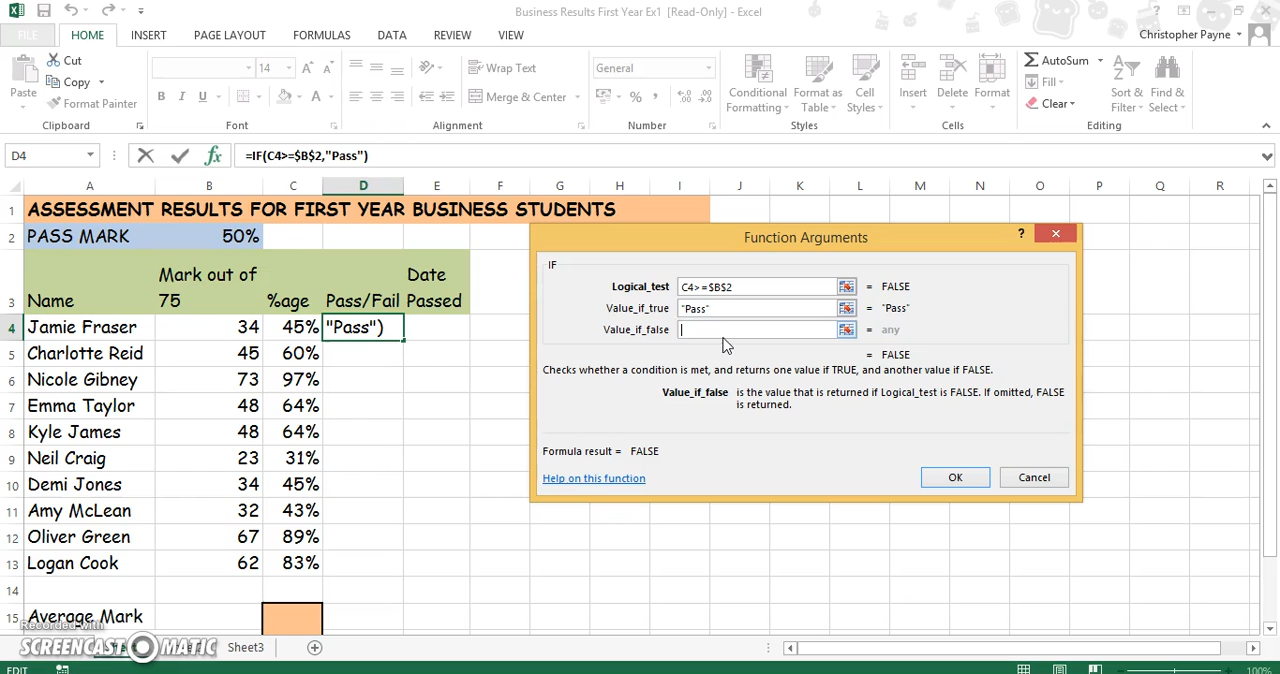 Business Results First Year Ex1 [Read-Only] - Excel
FILE HOME INSERT PAGE LAYOUT FORMULAS DATA REVIEW VIEW Christopher Payne
Paste Cut Copy Format Painter
14 A A B I U A
Wrap Text Merge & Center
General % ,
Conditional Formatting Format as Table Cell Styles
Insert Delete Format
AutoSum Fill Clear Sort & Filter Find & Select
Clipboard Font Alignment Number Styles Cells Editing
D4 fx =IF(C4>=$B$2,"Pass")
A B C D E F G H I J K L M N O P Q R
1 ASSESSMENT RESULTS FOR FIRST YEAR BUSINESS STUDENTS
2 PASS MARK 50%
3 Name Mark out of 75 %age Pass/Fail Date Passed
4 Jamie Fraser 34 45% "Pass")
5 Charlotte Reid 45 60%
6 Nicole Gibney 73 97%
7 Emma Taylor 48 64%
8 Kyle James 48 64%
9 Neil Craig 23 31%
10 Demi Jones 34 45%
11 Amy McLean 32 43%
12 Oliver Green 67 89%
13 Logan Cook 62 83%
14
15 Average Mark
Function Arguments ?
IF
Logical_test C4>=$B$2 = FALSE
Value_if_true "Pass" = "Pass"
Value_if_false = any
= FALSE
Checks whether a condition is met, and returns one value if TRUE, and another value if FALSE.
Value_if_false is the value that is returned if Logical_test is FALSE. If omitted, FALSE
is returned.
Formula result = FALSE
Help on this function OK Cancel
Recorded with
SCREENCAST-O-MATIC
Sheet3
EDIT 100%